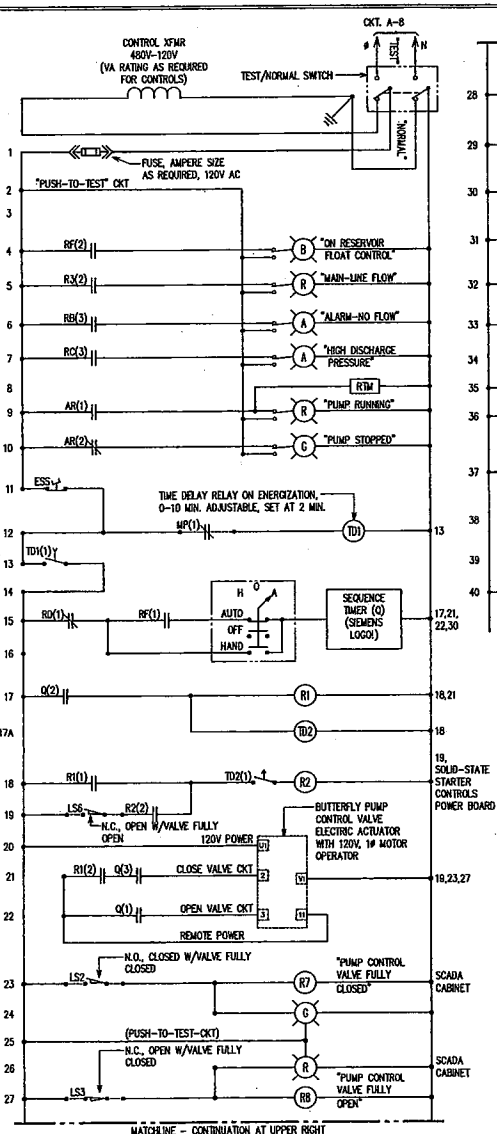 CKT. A-8
Ø "TEST" N
CONTROL XFMR
480V-120V
(VA RATING AS REQUIRED
FOR CONTROLS)
TEST/NORMAL SWITCH
"NORMAL"
28
1
FUSE, AMPERE SIZE
AS REQUIRED, 120V AC
29
2
"PUSH-TO-TEST" CKT
30
3
4
RF(2)
B
"ON RESERVOIR
FLOAT CONTROL"
31
5
R3(2)
R
"MAIN-LINE FLOW"
32
6
RB(3)
A
"ALARM-NO FLOW"
33
7
RC(3)
A
"HIGH DISCHARGE
PRESSURE"
34
8
RTM
35
9
AR(1)
R
"PUMP RUNNING"
36
10
AR(2)
G
"PUMP STOPPED"
11
ESS
37
TIME DELAY RELAY ON ENERGIZATION,
0-10 MIN. ADJUSTABLE, SET AT 2 MIN.
12
MP(1)
TD1
13
38
13
TD1(1)
39
14
40
H O A
15
RD(1)
RF(1)
AUTO
OFF
HAND
SEQUENCE
TIMER (Q)
(SIEMENS
LOGO!)
17,21,
22,30
16
17
Q(2)
R1
18,21
17A
TD2
18
18
R1(1)
TD2(1)
R2
19,
SOLID-STATE
STARTER
CONTROLS
POWER BOARD
19
LS6
R2(2)
N.C., OPEN W/VALVE FULLY
OPEN
BUTTERFLY PUMP
CONTROL VALVE
ELECTRIC ACTUATOR
WITH 120V, 1Ø MOTOR
OPERATOR
20
120V POWER
U1
21
R1(2)
Q(3)
CLOSE VALVE CKT
2
V1
19,23,27
22
Q(1)
OPEN VALVE CKT
3
11
REMOTE POWER
N.O., CLOSED W/VALVE FULLY
CLOSED
23
LS2
R7
"PUMP CONTROL
VALVE FULLY
CLOSED"
SCADA
CABINET
24
G
25
(PUSH-TO-TEST-CKT)
N.C., OPEN W/VALVE FULLY
CLOSED
26
R
SCADA
CABINET
27
LS3
R8
"PUMP CONTROL
VALVE FULLY
OPEN"
MATCHLINE - CONTINUATION AT UPPER RIGHT